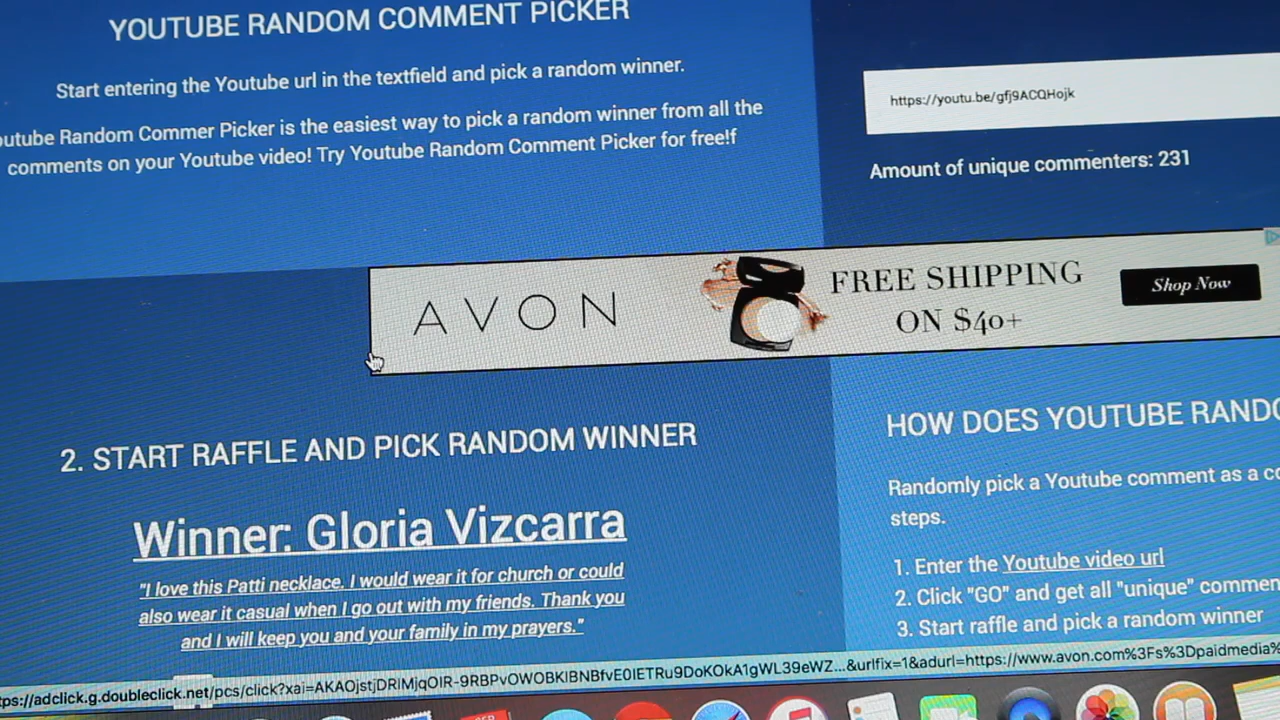 YOUTUBE RANDOM COMMENT PICKER
Start entering the Youtube url in the textfield and pick a random winner.
outube Random Commer Picker is the easiest way to pick a random winner from all the
comments on your Youtube video! Try Youtube Random Comment Picker for free!f
https://youtu.be/gfj9ACQHojk
Amount of unique commenters: 231
AVON
FREE SHIPPING
ON $40+
Shop Now
2. START RAFFLE AND PICK RANDOM WINNER
Winner: Gloria Vizcarra
"I love this Patti necklace. I would wear it for church or could
also wear it casual when I go out with my friends. Thank you
and I will keep you and your family in my prayers."
HOW DOES YOUTUBE RANDO
Randomly pick a Youtube comment as a co
steps.
1. Enter the Youtube video url
2. Click "GO" and get all "unique" commen
3. Start raffle and pick a random winner